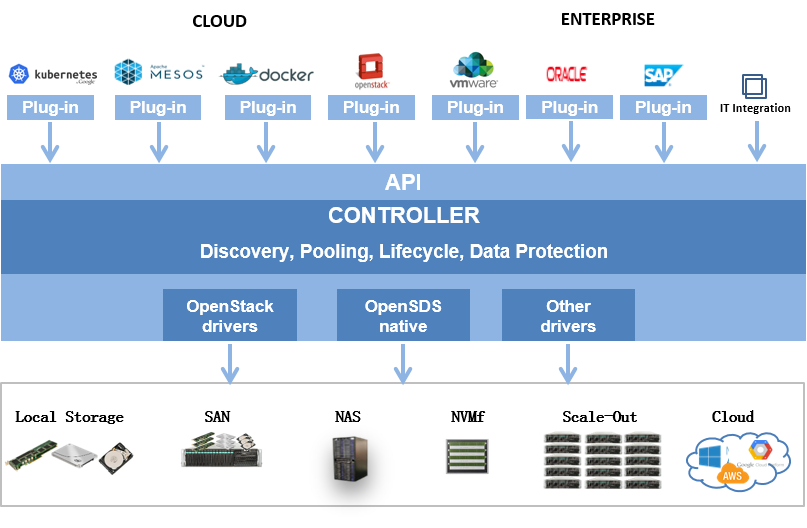 CLOUD
ENTERPRISE
kubernetes
by Google
Apache
MESOS
docker
openstack
vmware
ORACLE
SAP
Plug-in
Plug-in
Plug-in
Plug-in
Plug-in
Plug-in
Plug-in
IT Integration
API
CONTROLLER
Discovery, Pooling, Lifecycle, Data Protection
OpenStack
drivers
OpenSDS
native
Other
drivers
Local Storage
SAN
NAS
NVMf
Scale-Out
Cloud
Google Cloud Platform
AWS